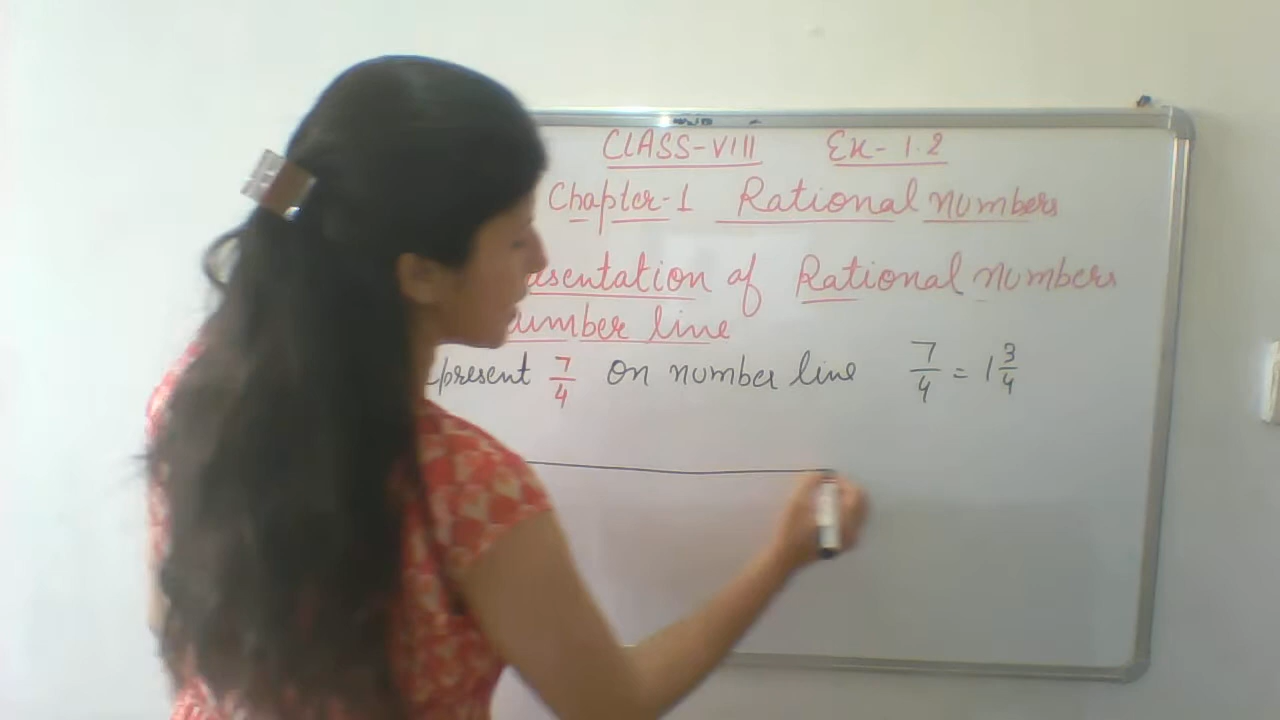 CLASS-VIII Ex-1.2
Chapter-1 Rational numbers
of Rational numbers
number line
7/4 on number line 7/4 = 1 3/4